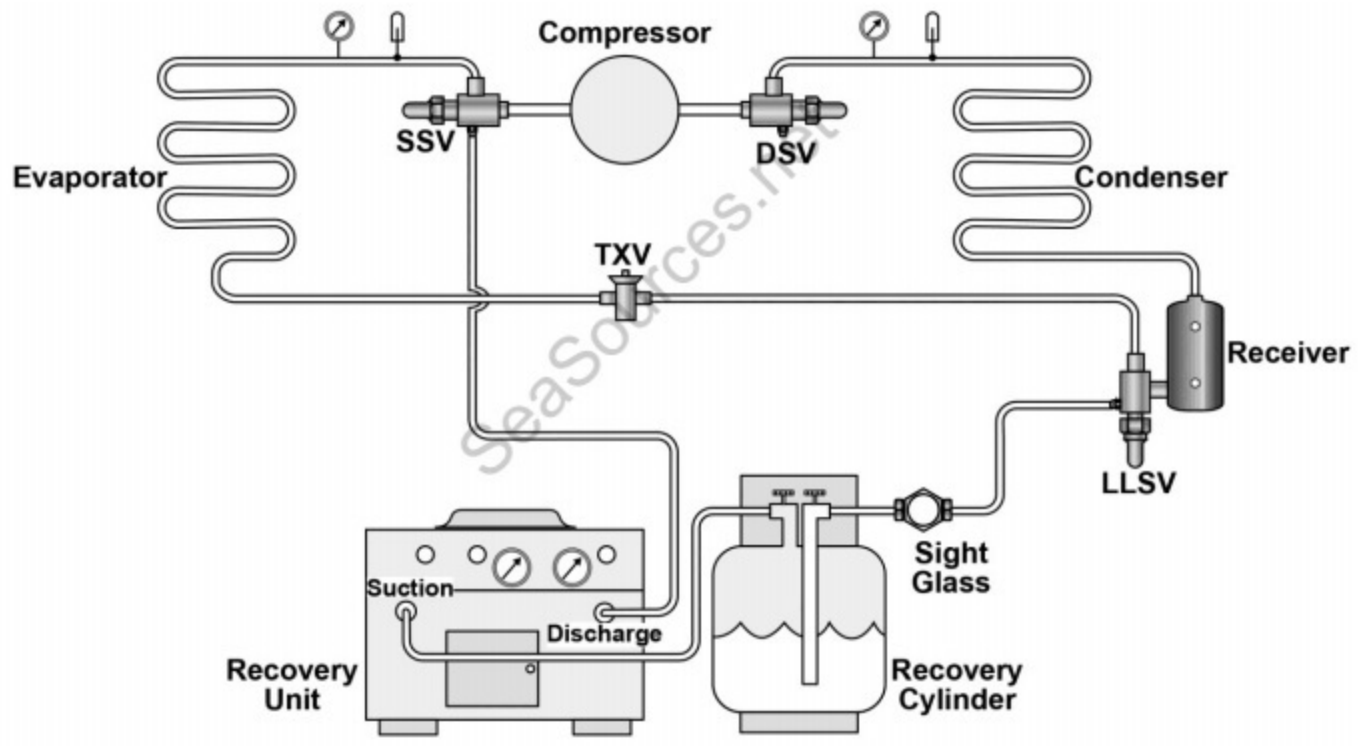 Compressor
SSV
DSV
Evaporator
Condenser
TXV
Receiver
LLSV
Sight
Glass
Suction
Discharge
Recovery
Unit
Recovery
Cylinder
SeaSources.net